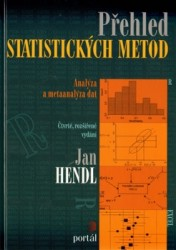 Přehled
STATISTICKÝCH METOD
Analýza
a metaanalýza dat
Čtvrté, rozšířené
vydání
Jan
HENDL
R
portál